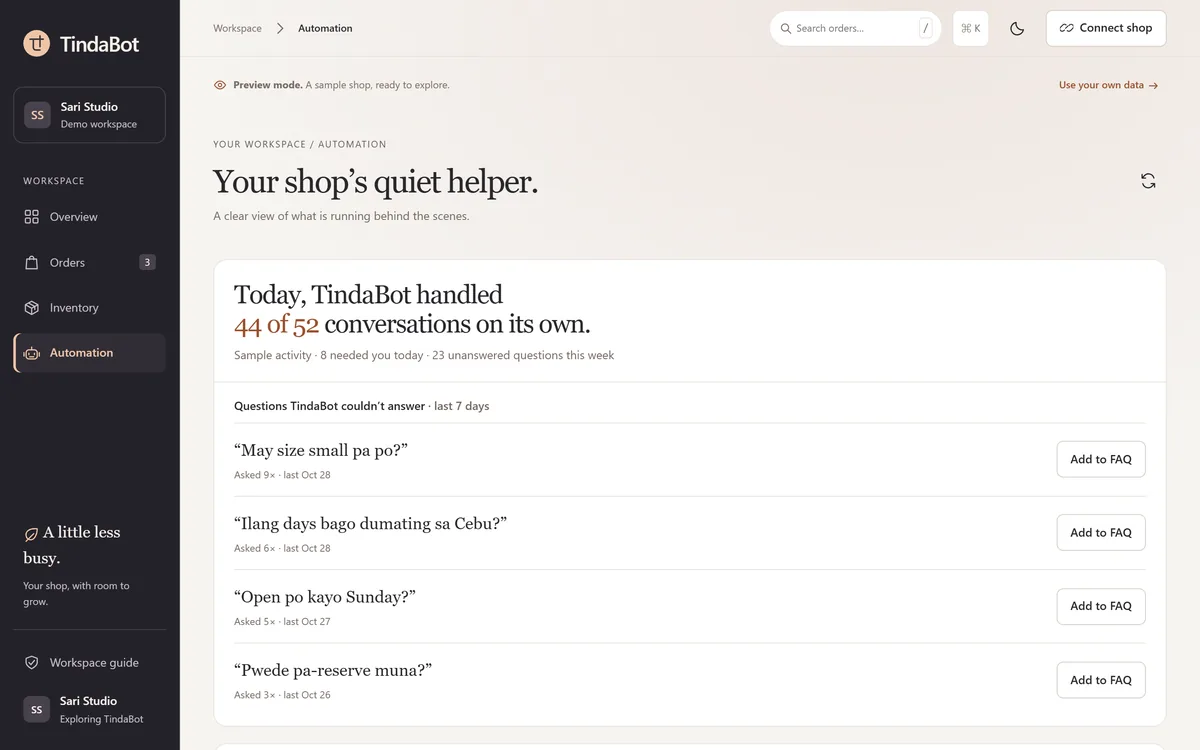 TindaBot
SS
Sari Studio
Demo workspace
WORKSPACE
Overview
Orders
3
Inventory
Automation
A little less
busy.
Your shop, with room to
grow.
Workspace guide
SS
Sari Studio
Exploring TindaBot
Workspace
Automation
Search orders...
/
⌘ K
Connect shop
Preview mode. A sample shop, ready to explore.
Use your own data →
YOUR WORKSPACE / AUTOMATION
Your shop’s quiet helper.
A clear view of what is running behind the scenes.
Today, TindaBot handled
44 of 52 conversations on its own.
Sample activity · 8 needed you today · 23 unanswered questions this week
Questions TindaBot couldn’t answer · last 7 days
“May size small pa po?”
Asked 9× · last Oct 28
Add to FAQ
“Ilang days bago dumating sa Cebu?”
Asked 6× · last Oct 28
Add to FAQ
“Open po kayo Sunday?”
Asked 5× · last Oct 27
Add to FAQ
“Pwede pa-reserve muna?”
Asked 3× · last Oct 26
Add to FAQ